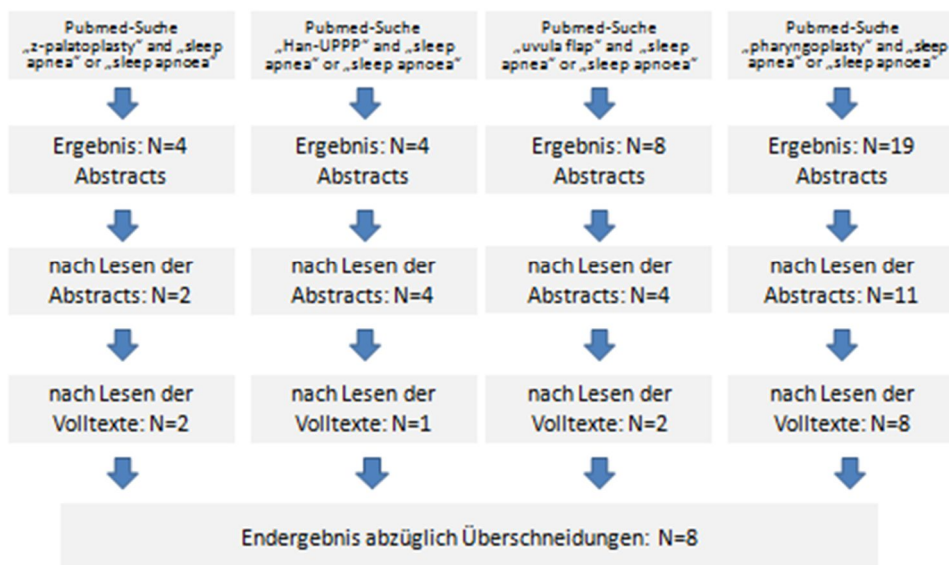 Pubmed-Suche
„z-palatoplasty" and „sleep
apnea" or „sleep apnoea"
Pubmed-Suche
„Han-UPPP" and „sleep
apnea" or „sleep apnoea"
Pubmed-Suche
„uvula flap" and „sleep
apnea" or „sleep apnoea"
Pubmed-Suche
„pharyngoplasty" and „sleep
apnea" or „sleep apnoea"
Ergebnis: N=4
Abstracts
Ergebnis: N=4
Abstracts
Ergebnis: N=8
Abstracts
Ergebnis: N=19
Abstracts
nach Lesen der
Abstracts: N=2
nach Lesen der
Abstracts: N=4
nach Lesen der
Abstracts: N=4
nach Lesen der
Abstracts: N=11
nach Lesen der
Volltexte: N=2
nach Lesen der
Volltexte: N=1
nach Lesen der
Volltexte: N=2
nach Lesen der
Volltexte: N=8
Endergebnis abzüglich Überschneidungen: N=8